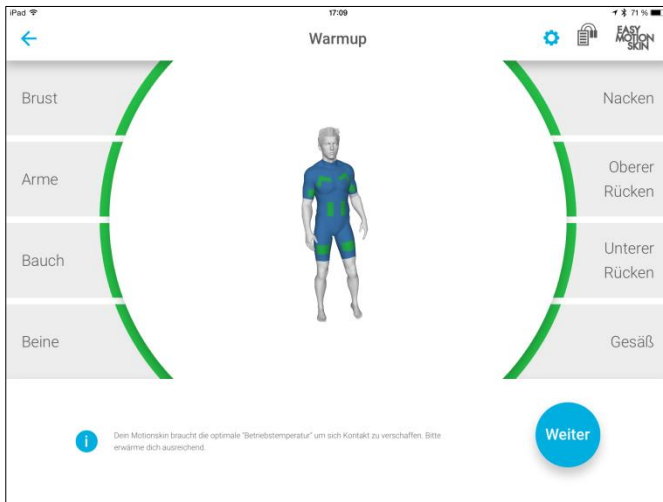 iPad 17:09 71 %
Warmup
EASY
MOTION
SKIN
Brust
Nacken
Arme
Oberer
Rücken
Bauch
Unterer
Rücken
Beine
Gesäß
Dein Motionskin braucht die optimale "Betriebstemperatur" um sich Kontakt zu verschaffen. Bitte
erwärme dich ausreichend.
Weiter